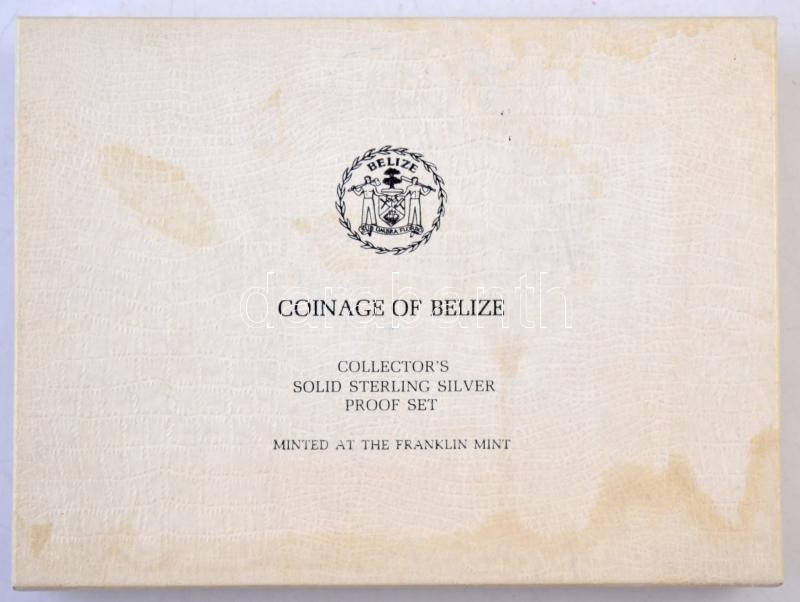 BELIZE
SUB UMBRA FLOREO
COINAGE OF BELIZE
darabanth
COLLECTOR'S
SOLID STERLING SILVER
PROOF SET
MINTED AT THE FRANKLIN MINT